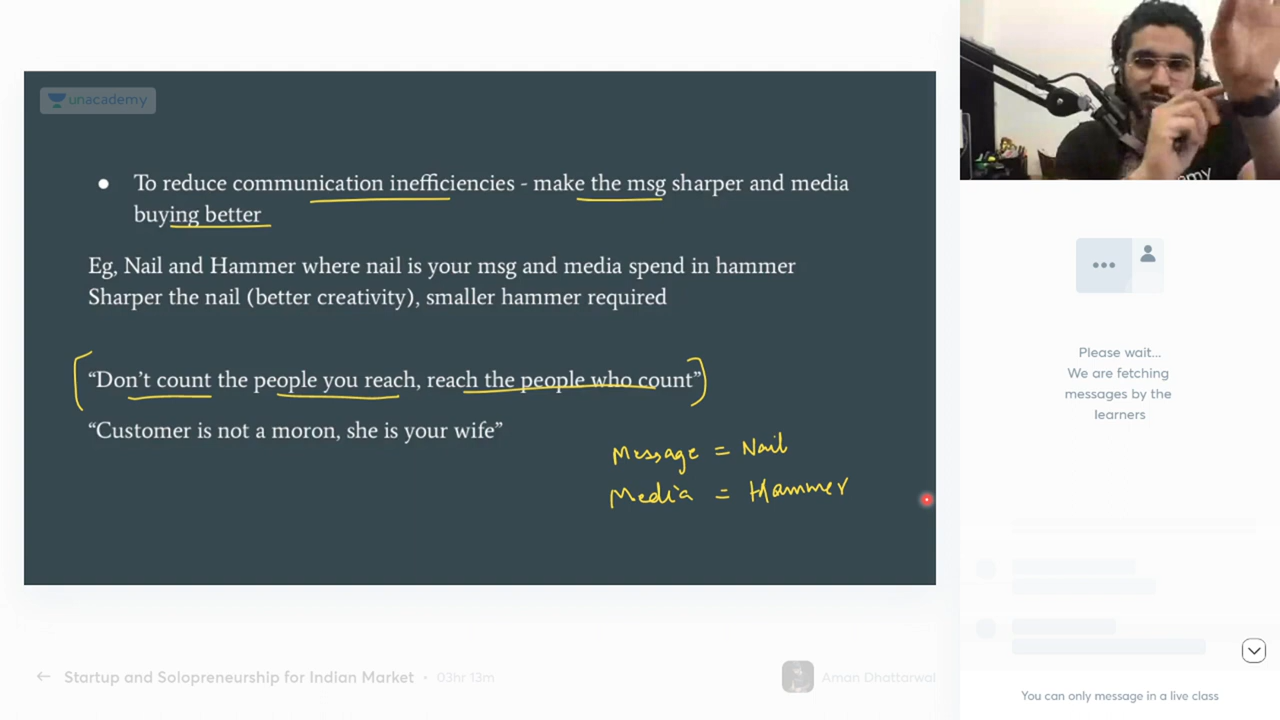 unacademy
● To reduce communication inefficiencies - make the msg sharper and media
buying better
Eg, Nail and Hammer where nail is your msg and media spend in hammer
Sharper the nail (better creativity), smaller hammer required
“Don’t count the people you reach, reach the people who count”
“Customer is not a moron, she is your wife”
Message = Nail
Media = Hammer
Please wait...
We are fetching
messages by the
learners
Startup and Solopreneurship for Indian Market • 03hr 13m
Aman Dhattarwal
You can only message in a live class